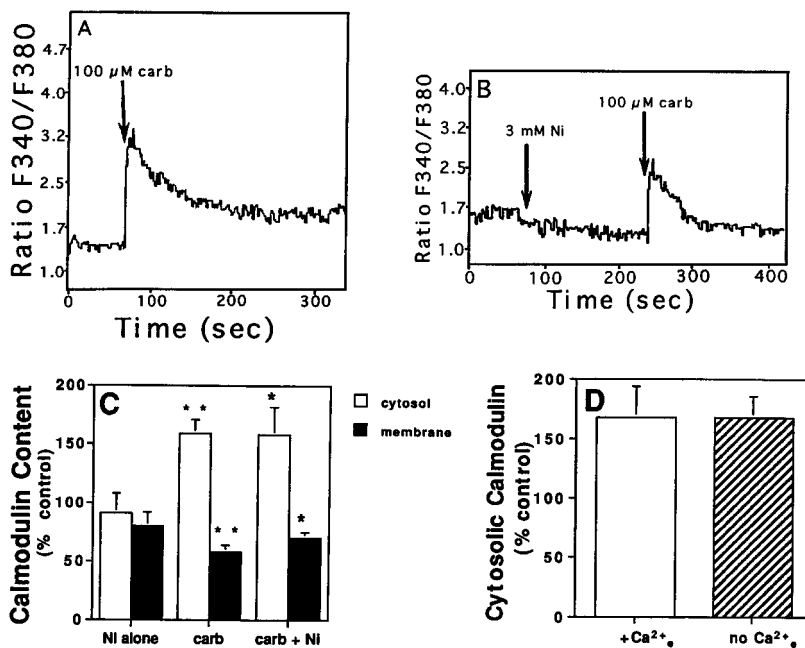 A
Ratio F340/F380
4.7
4.0
3.2
2.5
1.7
1.0
100 µM carb
0 100 200 300
Time (sec)
B
Ratio F340/F380
4.0
3.2
2.5
1.7
1.0
3 mM Ni
100 µM carb
0 100 200 300 400
Time (sec)
C
Calmodulin Content
(% control)
200
150
100
50
0
* *
* *
*
*
Ni alone carb carb + Ni
cytosol
membrane
D
Cytosolic Calmodulin
(% control)
200
150
100
50
0
+Ca²⁺ₑ no Ca²⁺ₑ